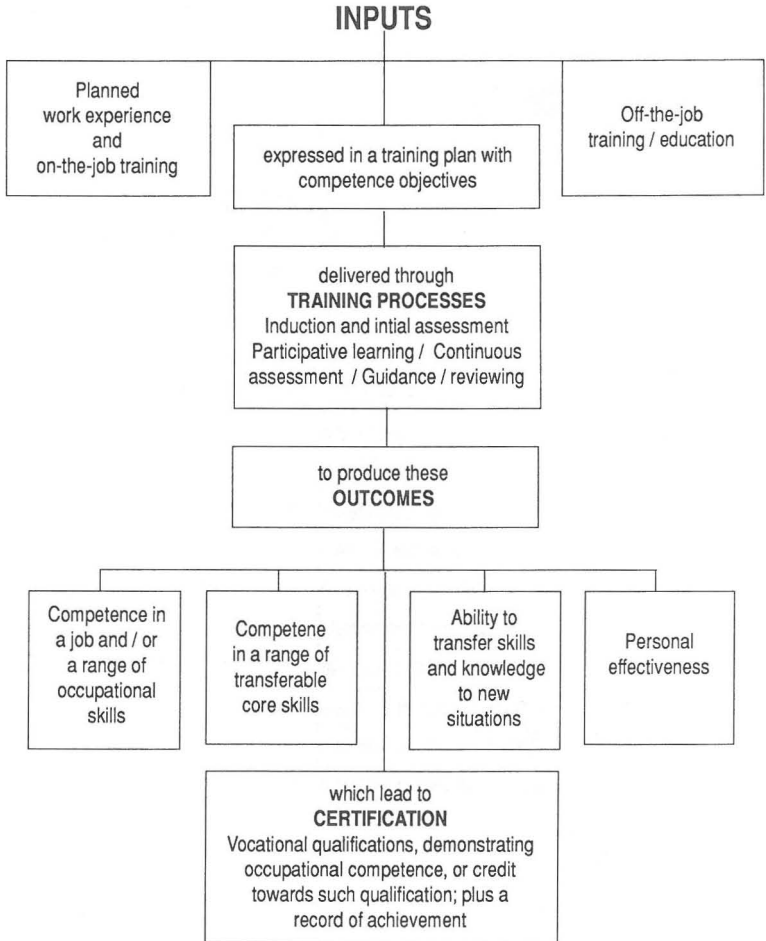 INPUTS
Planned
work experience
and
on-the-job training
expressed in a training plan with
competence objectives
Off-the-job
training / education
delivered through
TRAINING PROCESSES
Induction and intial assessment
Participative learning / Continuous
assessment / Guidance / reviewing
to produce these
OUTCOMES
Competence in
a job and / or
a range of
occupational
skills
Competene
in a range of
transferable
core skills
Ability to
transfer skills
and knowledge
to new
situations
Personal
effectiveness
which lead to
CERTIFICATION
Vocational qualifications, demonstrating
occupational competence, or credit
towards such qualification; plus a
record of achievement